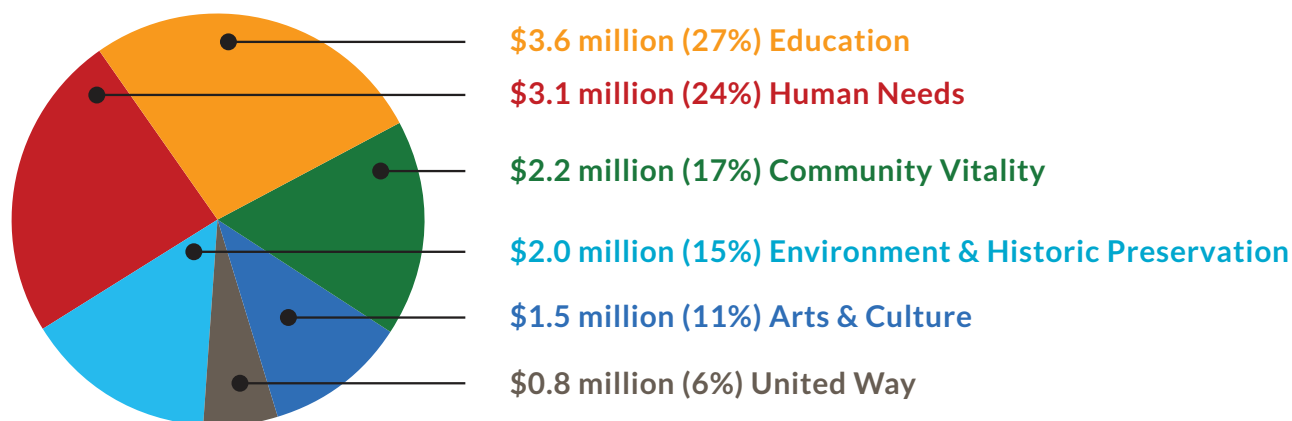 $3.6 million (27%) Education
$3.1 million (24%) Human Needs
$2.2 million (17%) Community Vitality
$2.0 million (15%) Environment & Historic Preservation
$1.5 million (11%) Arts & Culture
$0.8 million (6%) United Way